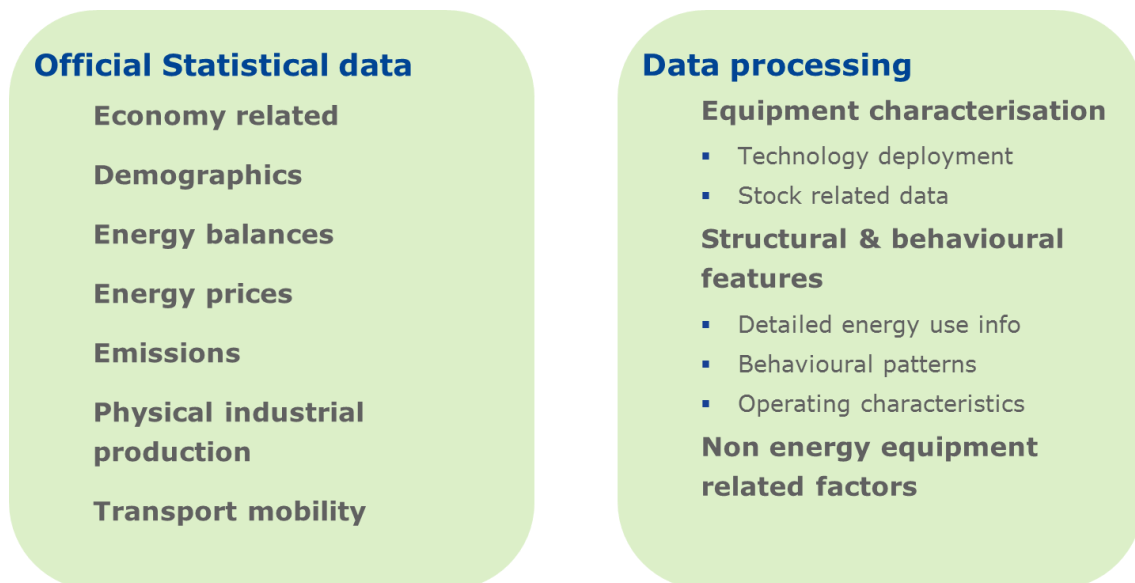 Official Statistical data
Economy related
Demographics
Energy balances
Energy prices
Emissions
Physical industrial
production
Transport mobility
Data processing
Equipment characterisation
▪ Technology deployment
▪ Stock related data
Structural & behavioural
features
▪ Detailed energy use info
▪ Behavioural patterns
▪ Operating characteristics
Non energy equipment
related factors